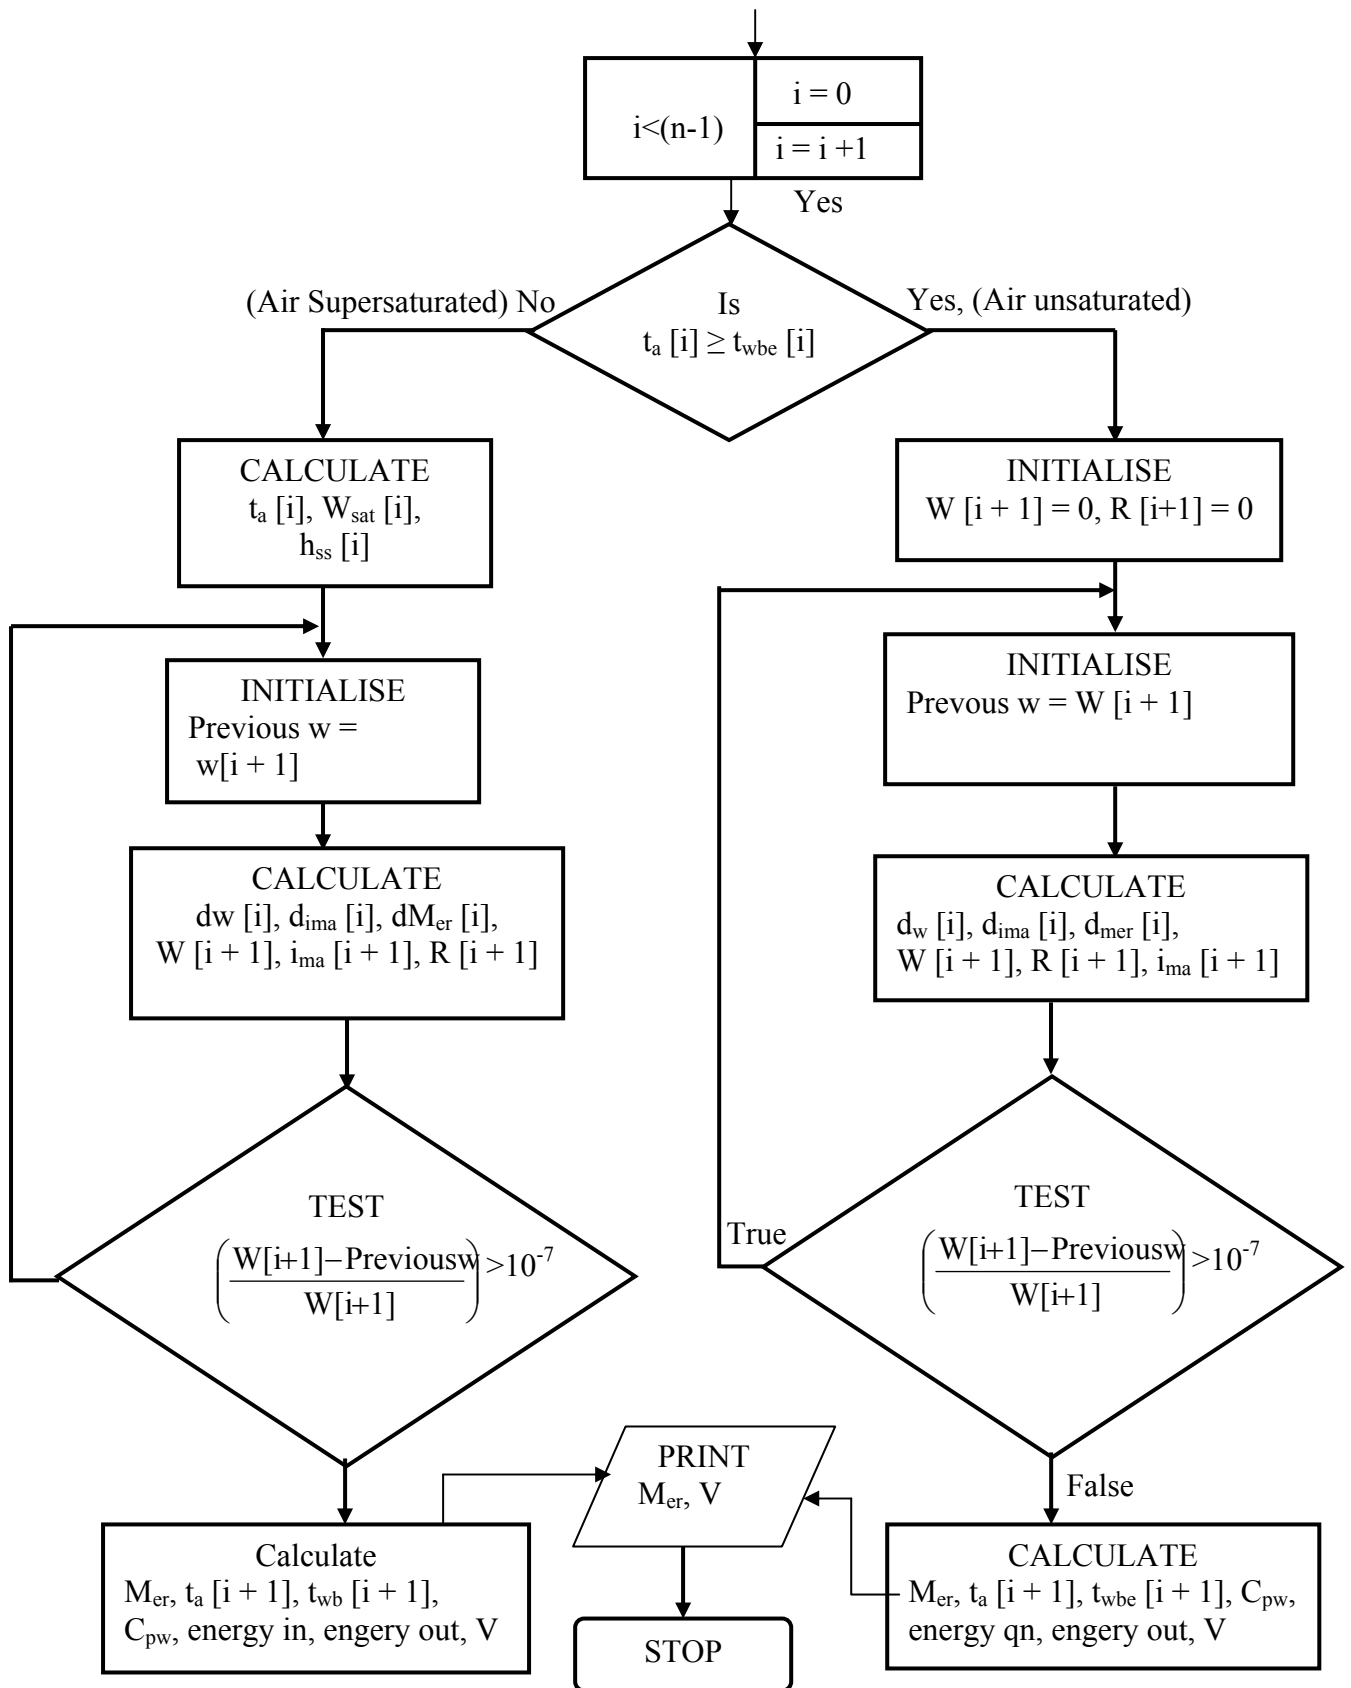 i<(n-1)
i = 0
i = i +1
Yes
(Air Supersaturated) No
Is
t_a [i] ≥ t_wbe [i]
Yes, (Air unsaturated)
CALCULATE
t_a [i], W_sat [i],
h_ss [i]
INITIALISE
W [i + 1] = 0, R [i+1] = 0
INITIALISE
Previous w =
w[i + 1]
INITIALISE
Prevous w = W [i + 1]
CALCULATE
dw [i], d_ima [i], dM_er [i],
W [i + 1], i_ma [i + 1], R [i + 1]
CALCULATE
d_w [i], d_ima [i], d_mer [i],
W [i + 1], R [i + 1], i_ma [i + 1]
TEST
(W[i+1]−Previousw / W[i+1]) >10^-7
True
TEST
(W[i+1]−Previousw / W[i+1]) >10^-7
False
PRINT
M_er, V
Calculate
M_er, t_a [i + 1], t_wb [i + 1],
C_pw, energy in, engery out, V
STOP
CALCULATE
M_er, t_a [i + 1], t_wbe [i + 1], C_pw,
energy qn, engery out, V